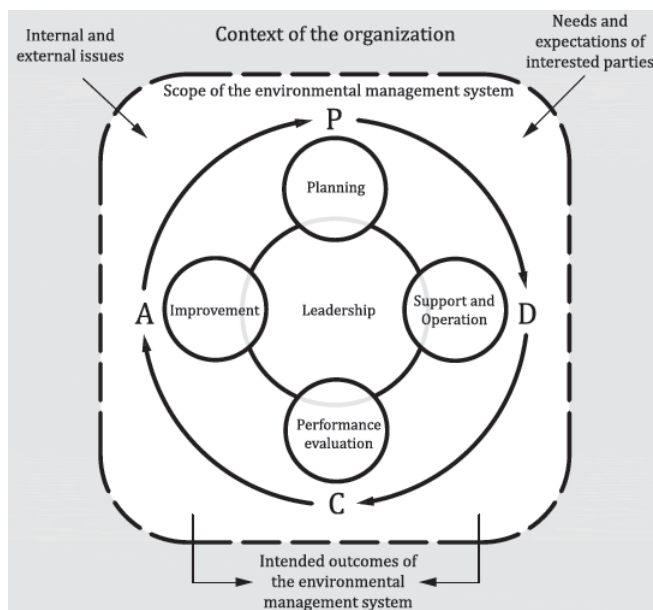 Internal and
external issues
Context of the organization
Needs and
expectations of
interested parties
Scope of the environmental management system
P
Planning
A
Improvement
Leadership
Support and
Operation
D
Performance
evaluation
C
Intended outcomes of
the environmental
management system